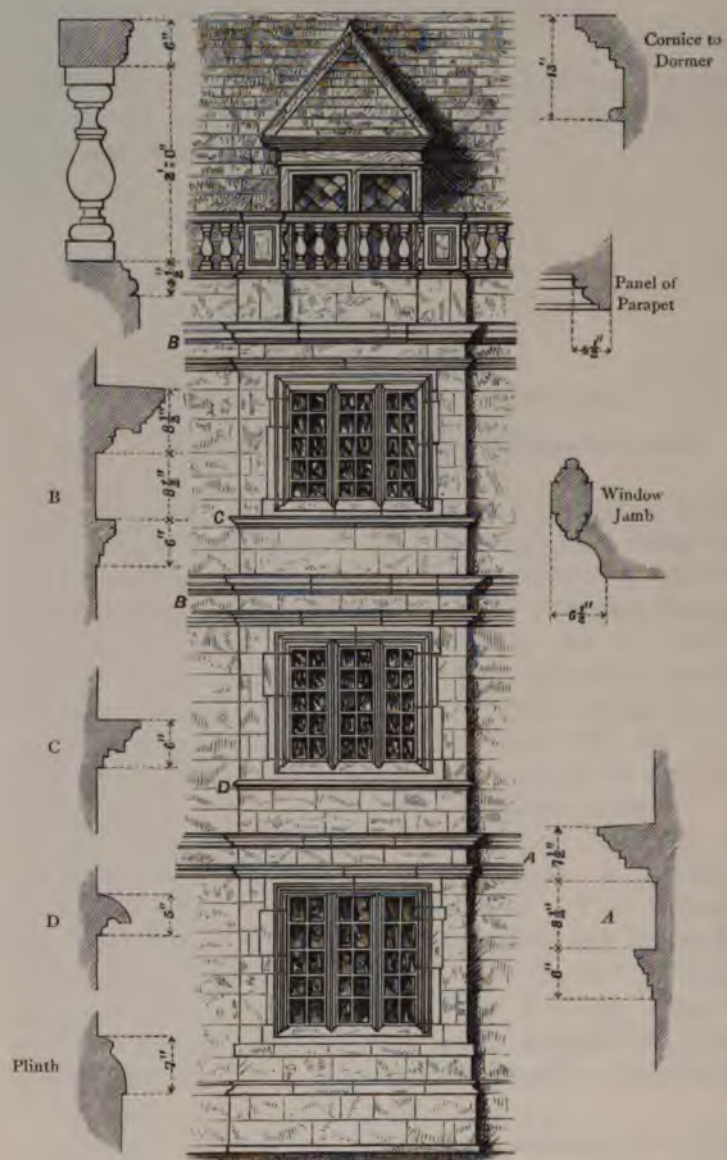 6"
Cornice to
Dormer
13"
2'= 0"
Panel of
Parapet
B
8½"
B
8½"
6"
C
Window
Jamb
6½"
B
C
6"
D
A
7½"
D
5"
8½"
A
6"
Plinth
7"